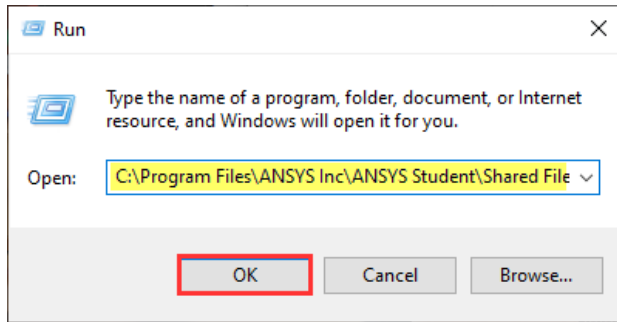 Run
Type the name of a program, folder, document, or Internet
resource, and Windows will open it for you.
Open: C:\Program Files\ANSYS Inc\ANSYS Student\Shared File
OK Cancel Browse...